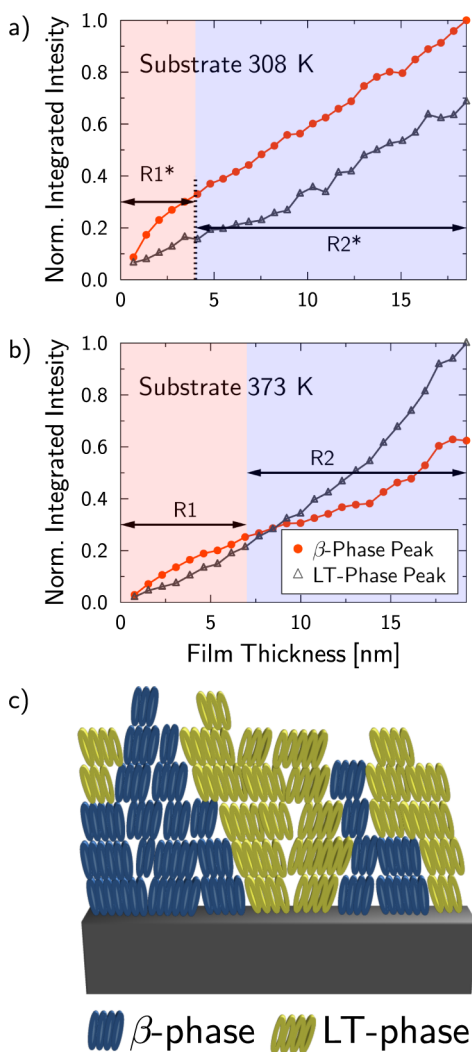 a)
Norm. Integrated Intesity
1.0
0.8
0.6
0.4
0.2
0.0
Substrate 308 K
R1*
R2*
0 5 10 15
b)
Norm. Integrated Intesity
1.0
0.8
0.6
0.4
0.2
0.0
Substrate 373 K
R1
R2
β-Phase Peak
LT-Phase Peak
0 5 10 15
Film Thickness [nm]
c)
β-phase LT-phase